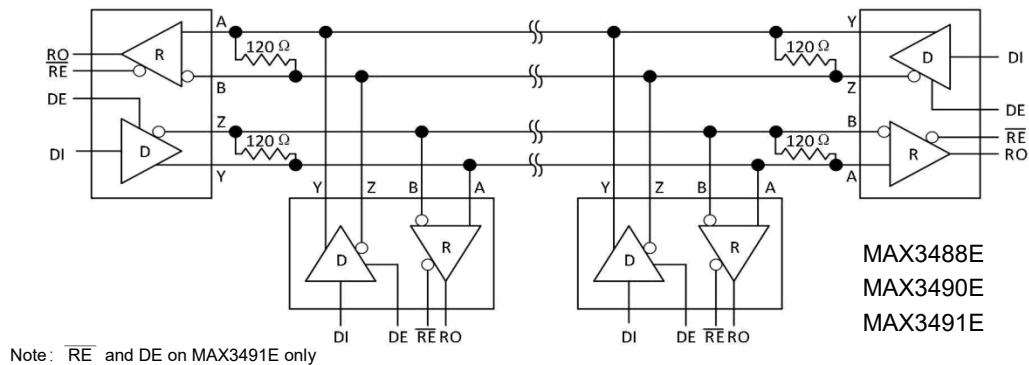 A
Y
RO
R
120 Ω
120 Ω
D
DI
RE
B
Z
DE
DE
Z
B
DI
D
120 Ω
120 Ω
R
RE
RO
Y
A
Y
Z
B
A
Y
Z
B
A
D
R
D
R
MAX3488E
MAX3490E
MAX3491E
DI
DE
RE
RO
DI
DE
RE
RO
Note: RE and DE on MAX3491E only